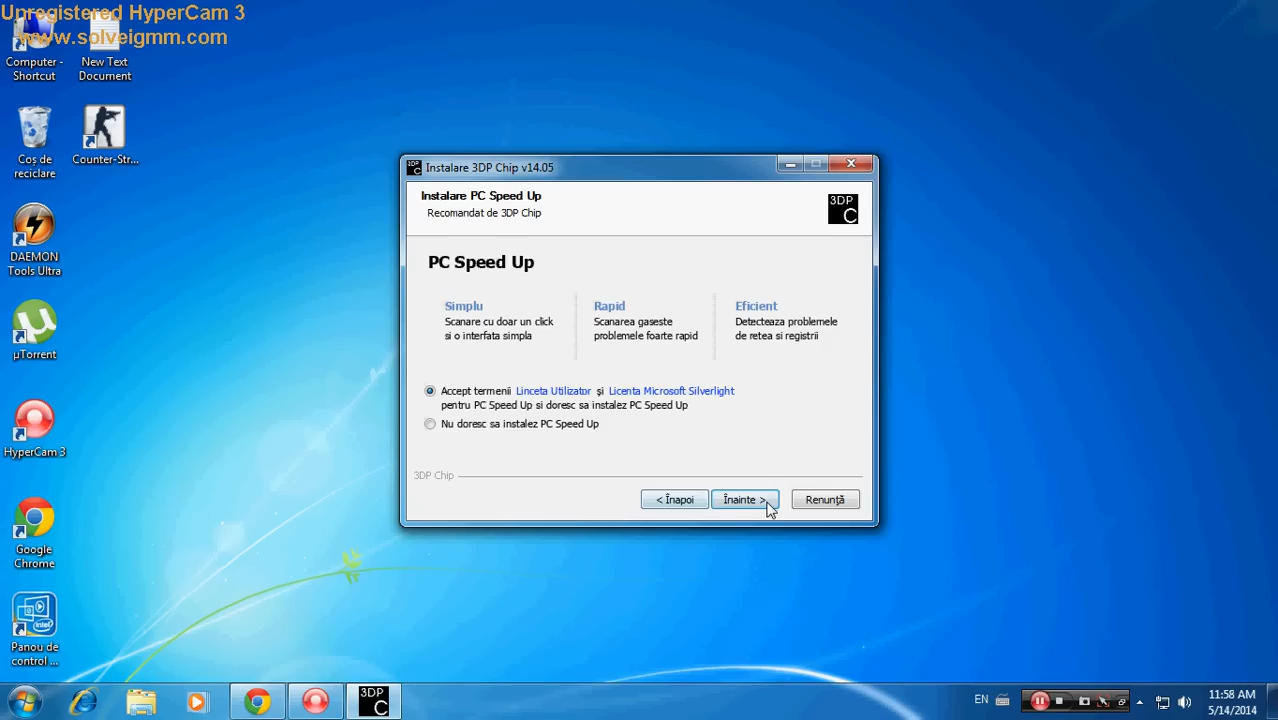 Unregistered HyperCam 3
www.solveigmm.com
Computer -
Shortcut
New Text
Document
Coș de
reciclare
Counter-Str...
DAEMON
Tools Ultra
µTorrent
HyperCam 3
Google
Chrome
Panou de
control ...
Instalare 3DP Chip v14.05
Instalare PC Speed Up
Recomandat de 3DP Chip
3DP
C
PC Speed Up
Simplu
Scanare cu doar un click
si o interfata simpla
Rapid
Scanarea gaseste
problemele foarte rapid
Eficient
Detecteaza problemele
de retea si registrii
Accept termenii Linceta Utilizator și Licenta Microsoft Silverlight
pentru PC Speed Up si doresc sa instalez PC Speed Up
Nu doresc sa instalez PC Speed Up
3DP Chip
< Înapoi
Înainte >
Renunţă
3DP
C
EN
11:58 AM
5/14/2014